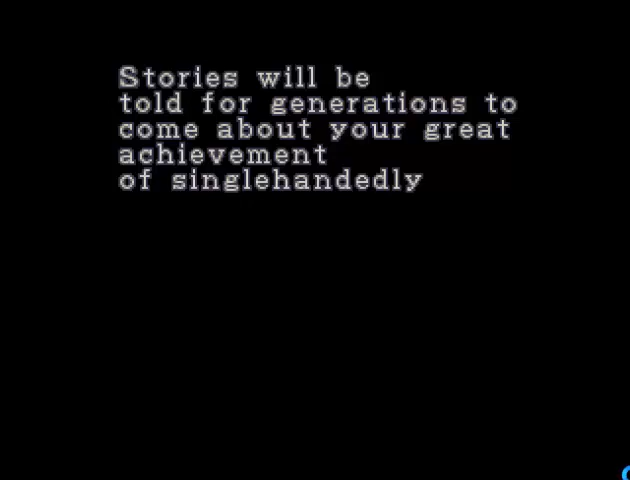 Stories will be
told for generations to
come about your great
achievement
of singlehandedly